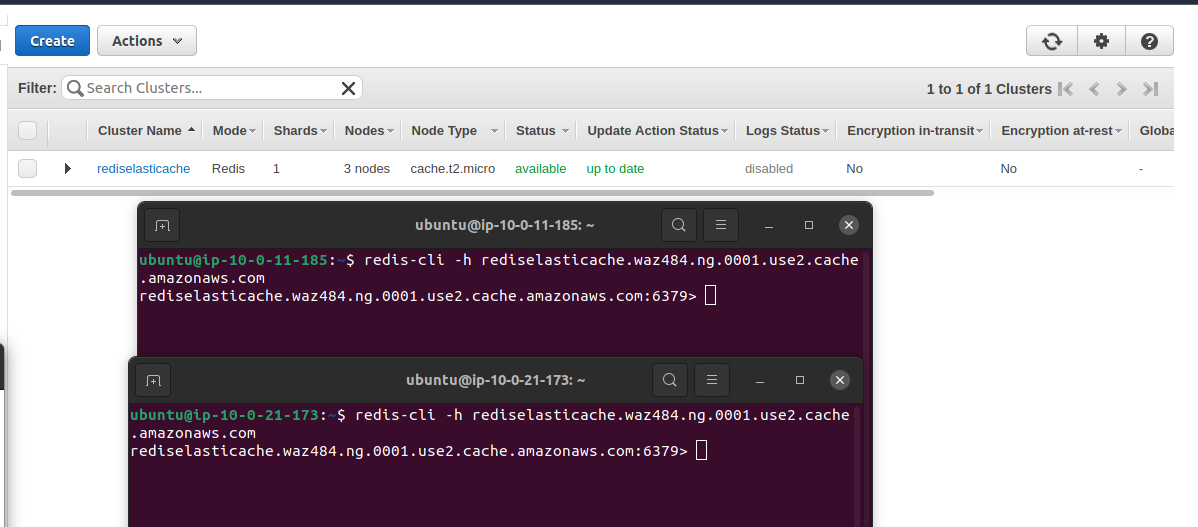 Create Actions
Filter: Search Clusters... 1 to 1 of 1 Clusters
Cluster Name Mode Shards Nodes Node Type Status Update Action Status Logs Status Encryption in-transit Encryption at-rest Globa
rediselasticache Redis 1 3 nodes cache.t2.micro available up to date disabled No No -
ubuntu@ip-10-0-11-185: ~
ubuntu@ip-10-0-11-185:~$ redis-cli -h rediselasticache.waz484.ng.0001.use2.cache
.amazonaws.com
rediselasticache.waz484.ng.0001.use2.cache.amazonaws.com:6379>
ubuntu@ip-10-0-21-173: ~
ubuntu@ip-10-0-21-173:~$ redis-cli -h rediselasticache.waz484.ng.0001.use2.cache
.amazonaws.com
rediselasticache.waz484.ng.0001.use2.cache.amazonaws.com:6379>